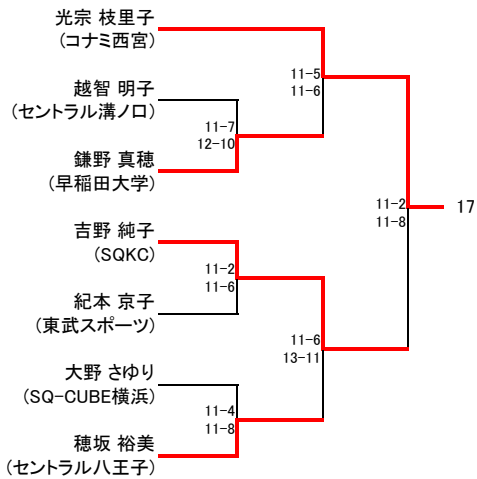 光宗 枝里子
(コナミ西宮)
11-5
11-6
越智 明子
(セントラル溝ノ口)
11-7
12-10
鎌野 真穂
(早稲田大学)
11-2
11-8
17
吉野 純子
(SQKC)
11-2
11-6
紀本 京子
(東武スポーツ)
11-6
13-11
大野 さゆり
(SQ-CUBE横浜)
11-4
11-8
穂坂 裕美
(セントラル八王子)